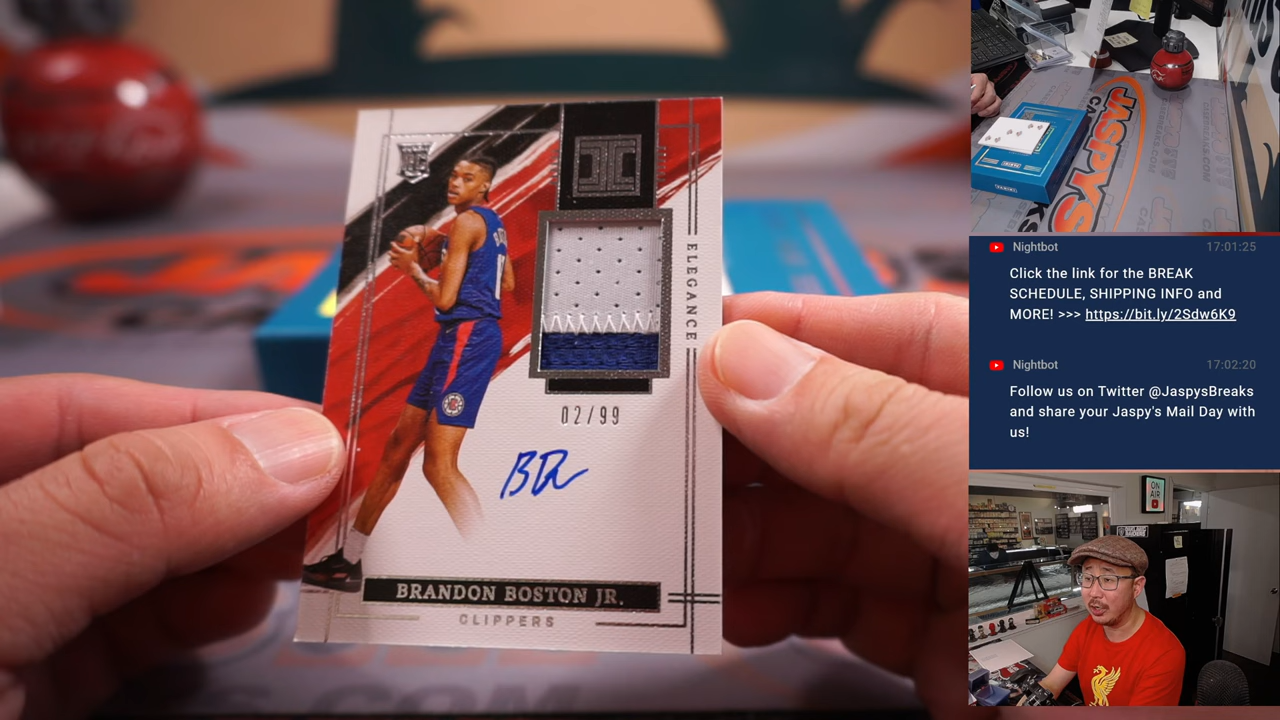 RC
ELEGANCE
02/99
BB
BRANDON BOSTON JR.
CLIPPERS
JASPYS
Nightbot 17:01:25
Click the link for the BREAK
SCHEDULE, SHIPPING INFO and
MORE! >>> https://bit.ly/2Sdw6K9
Nightbot 17:02:20
Follow us on Twitter @JaspysBreaks
and share your Jaspy's Mail Day with
us!
ON
AIR